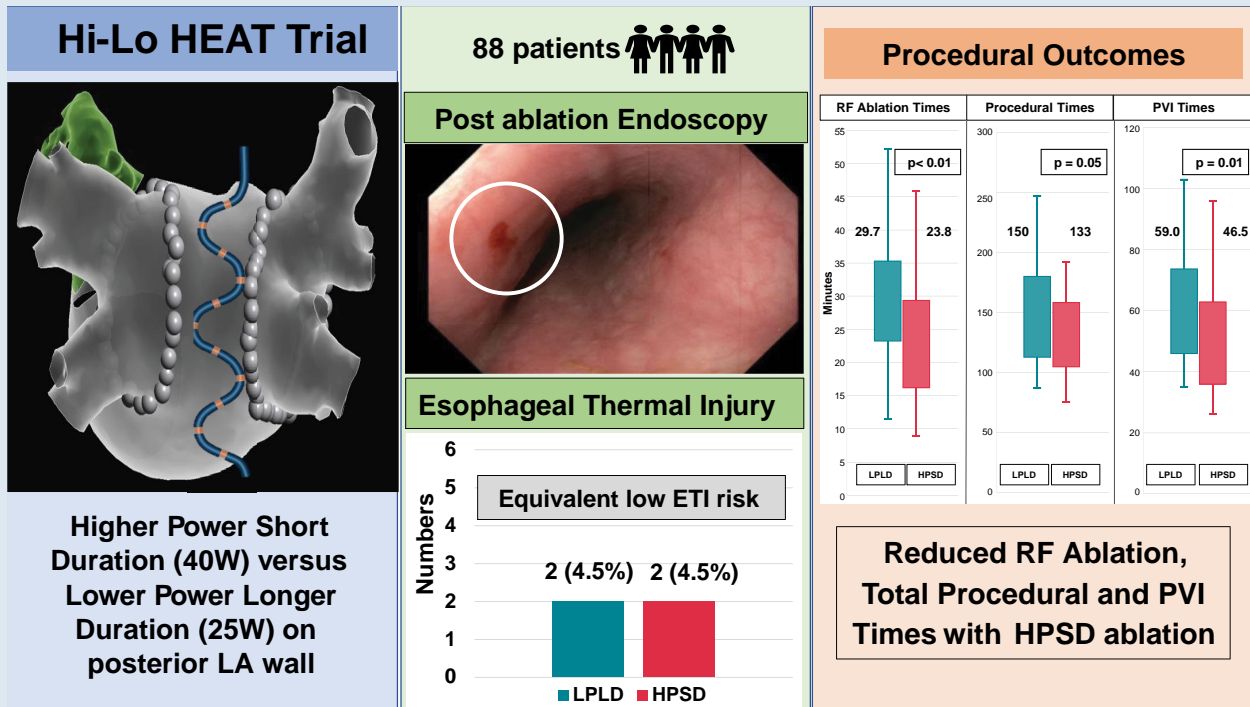 Hi-Lo HEAT Trial
Higher Power Short
Duration (40W) versus
Lower Power Longer
Duration (25W) on
posterior LA wall
88 patients
Post ablation Endoscopy
Esophageal Thermal Injury
6
5
4
3
2
1
0
Numbers
Equivalent low ETI risk
2 (4.5%) 2 (4.5%)
LPLD HPSD
Procedural Outcomes
RF Ablation Times
55
50
45
40
35
30
25
20
15
10
5
0
Minutes
p< 0.01
29.7 23.8
LPLD HPSD
Procedural Times
300
250
200
150
100
50
0
p = 0.05
150 133
LPLD HPSD
PVI Times
120
100
80
60
40
20
0
p = 0.01
59.0 46.5
LPLD HPSD
Reduced RF Ablation,
Total Procedural and PVI
Times with HPSD ablation